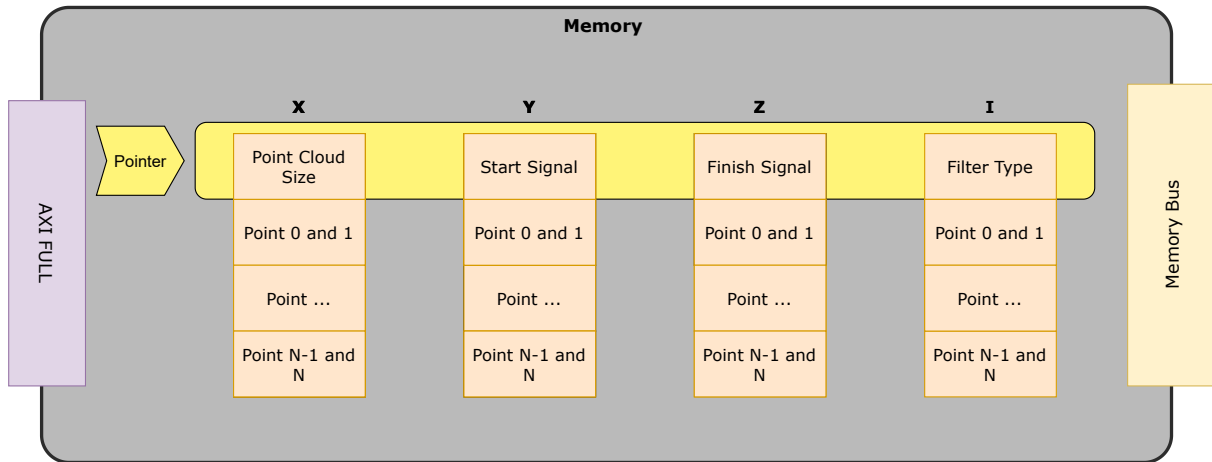 Memory
X Y Z I
Pointer
Point Cloud
Size
Start Signal
Finish Signal
Filter Type
Point 0 and 1
Point 0 and 1
Point 0 and 1
Point 0 and 1
Point ...
Point ...
Point ...
Point ...
Point N-1 and
N
Point N-1 and
N
Point N-1 and
N
Point N-1 and
N
AXI FULL
Memory Bus